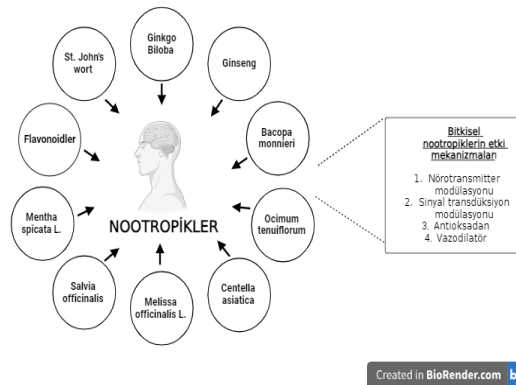 Ginkgo
Biloba
St. John's
wort
Ginseng
Flavonoidler
Bacopa
monnieri
Mentha
spicata L.
NOOTROPİKLER
Ocimum
tenuiflorum
Salvia
officinalis
Melissa
officinalis L.
Centella
asiatica
Bitkisel
nootropiklerin etki
mekanizmaları
1. Nörotransmitter
modülasyonu
2. Sinyal transdüksiyon
modülasyonu
3. Antioksadan
4. Vazodilatör
Created in BioRender.com